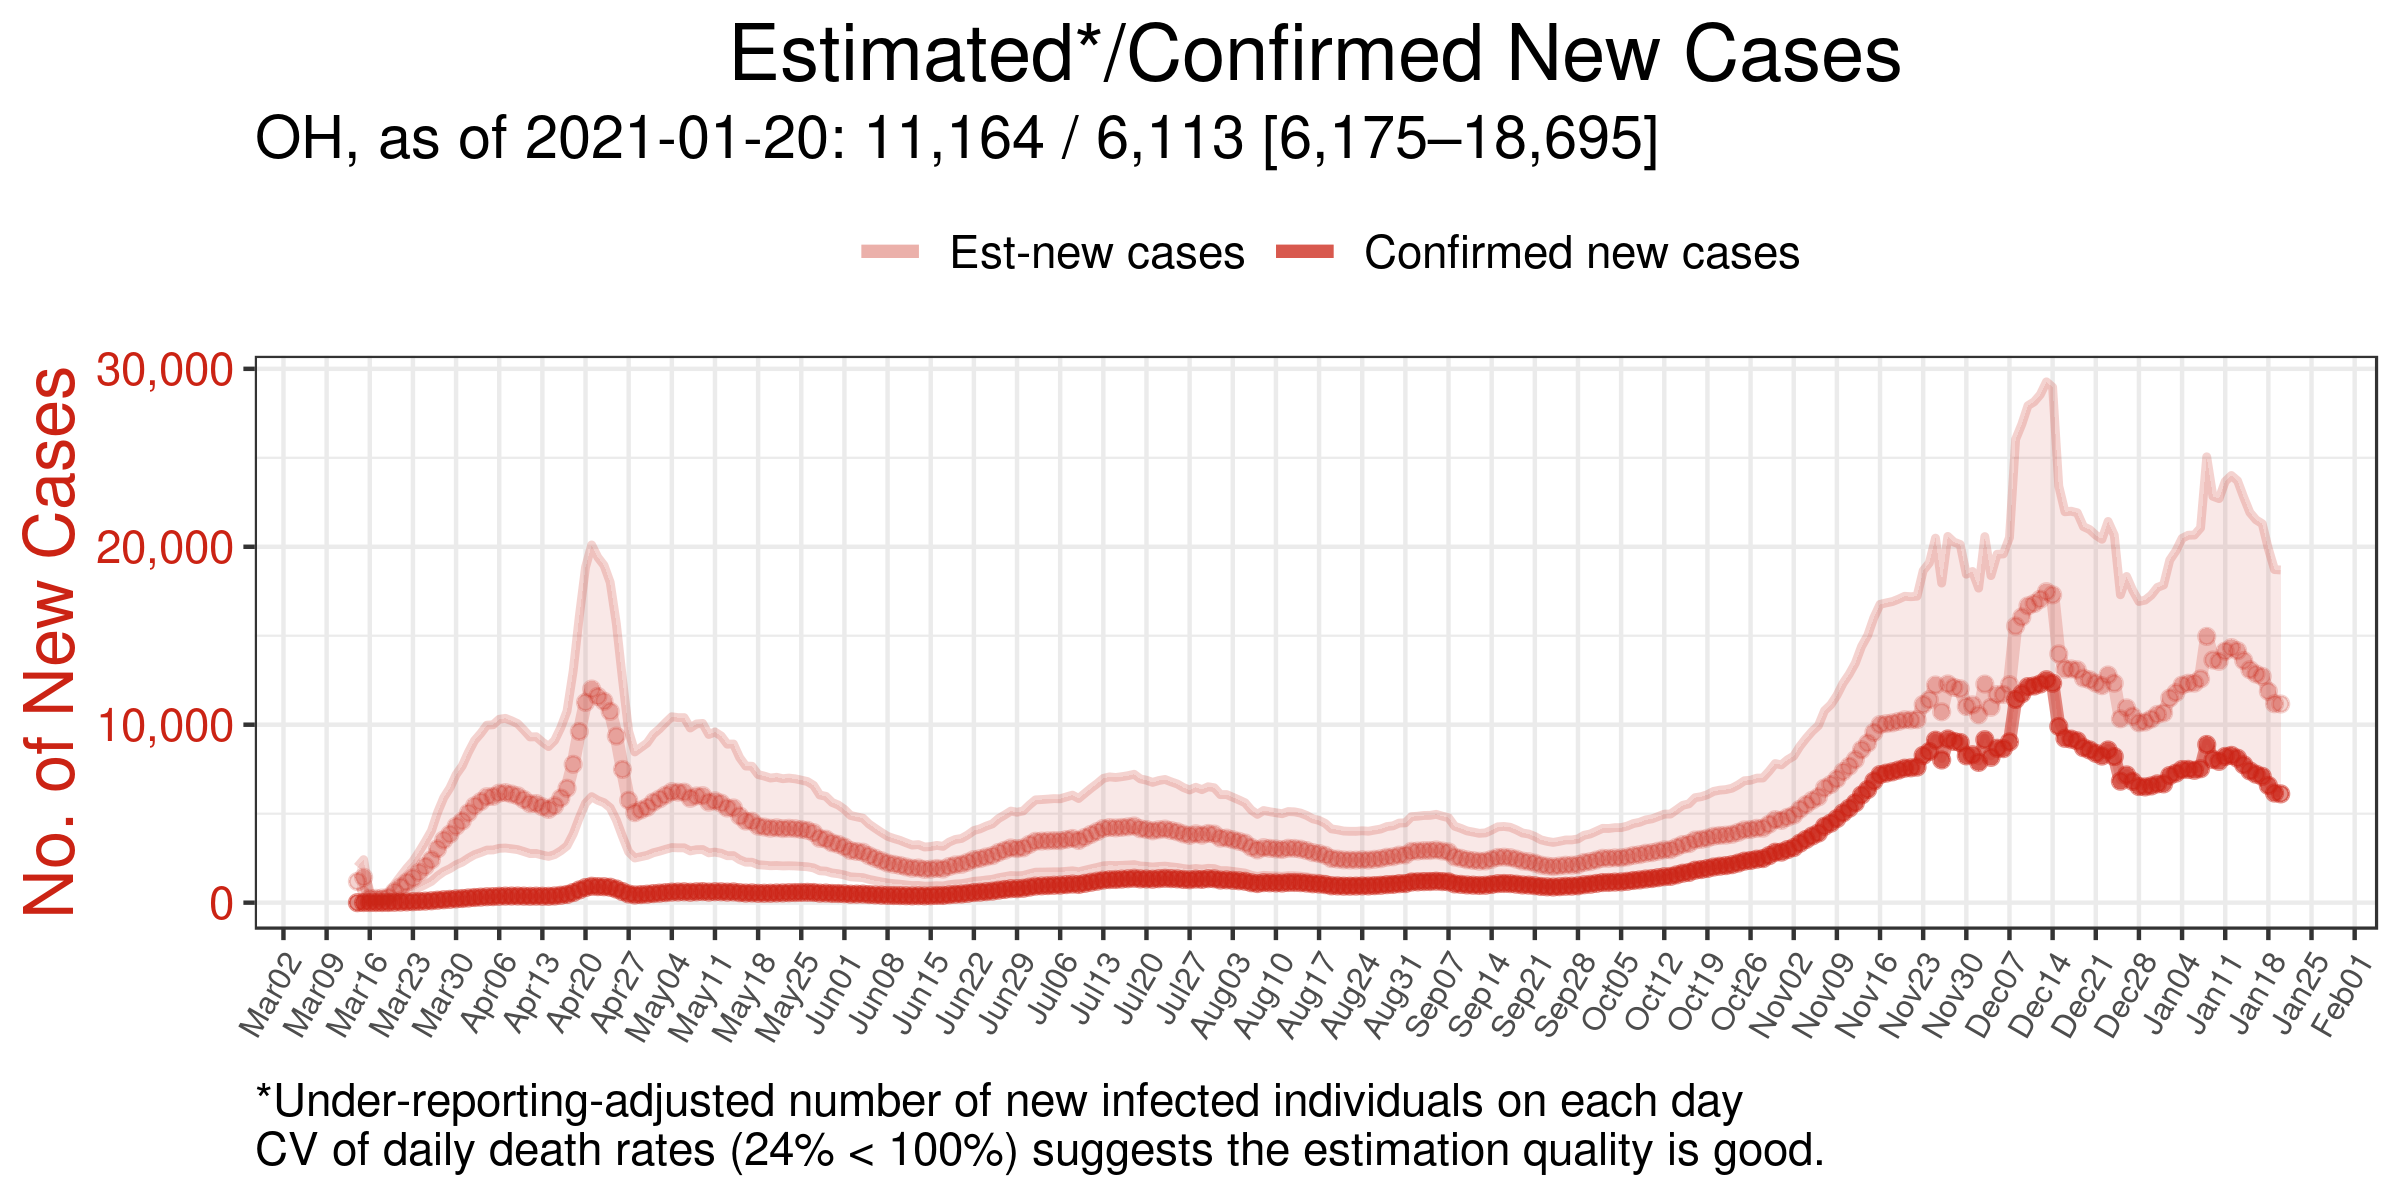 Estimated*/Confirmed New Cases
OH, as of 2021-01-20: 11,164 / 6,113 [6,175–18,695]
Est-new cases Confirmed new cases
No. of New Cases
30,000
20,000
10,000
0
Mar02 Mar09 Mar16 Mar23 Mar30 Apr06 Apr13 Apr20 Apr27 May04 May11 May18 May25 Jun01 Jun08 Jun15 Jun22 Jun29 Jul06 Jul13 Jul20 Jul27 Aug03 Aug10 Aug17 Aug24 Aug31 Sep07 Sep14 Sep21 Sep28 Oct05 Oct12 Oct19 Oct26 Nov02 Nov09 Nov16 Nov23 Nov30 Dec07 Dec14 Dec21 Dec28 Jan04 Jan11 Jan18 Jan25 Feb01
*Under-reporting-adjusted number of new infected individuals on each day
CV of daily death rates (24% < 100%) suggests the estimation quality is good.